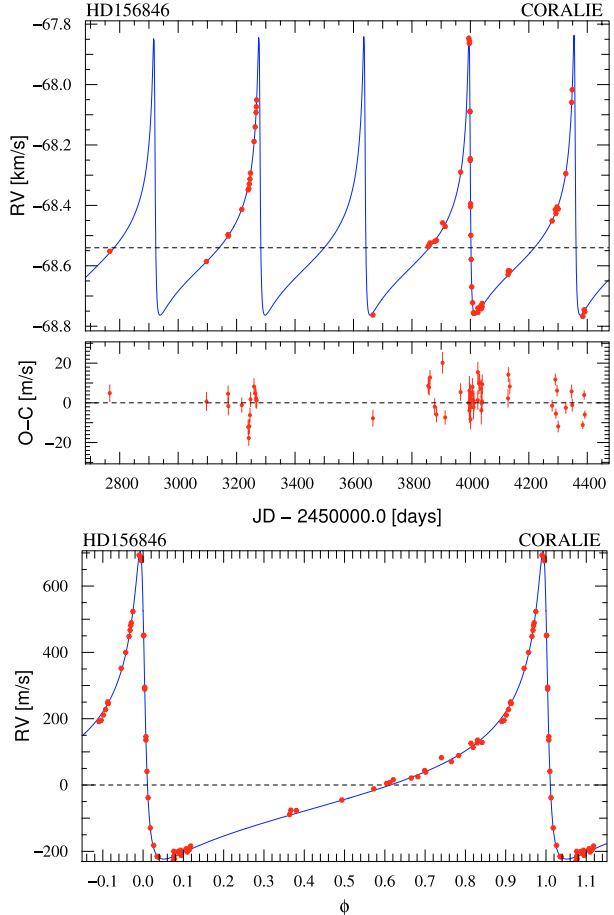 HD156846 CORALIE
−67.8
−68.0
−68.2
−68.4
−68.6
−68.8
RV [km/s]
20
0
−20
O−C [m/s]
2800 3000 3200 3400 3600 3800 4000 4200 4400
JD − 2450000.0 [days]
HD156846 CORALIE
600
400
200
0
−200
RV [m/s]
−0.1 0.0 0.1 0.2 0.3 0.4 0.5 0.6 0.7 0.8 0.9 1.0 1.1
ϕ